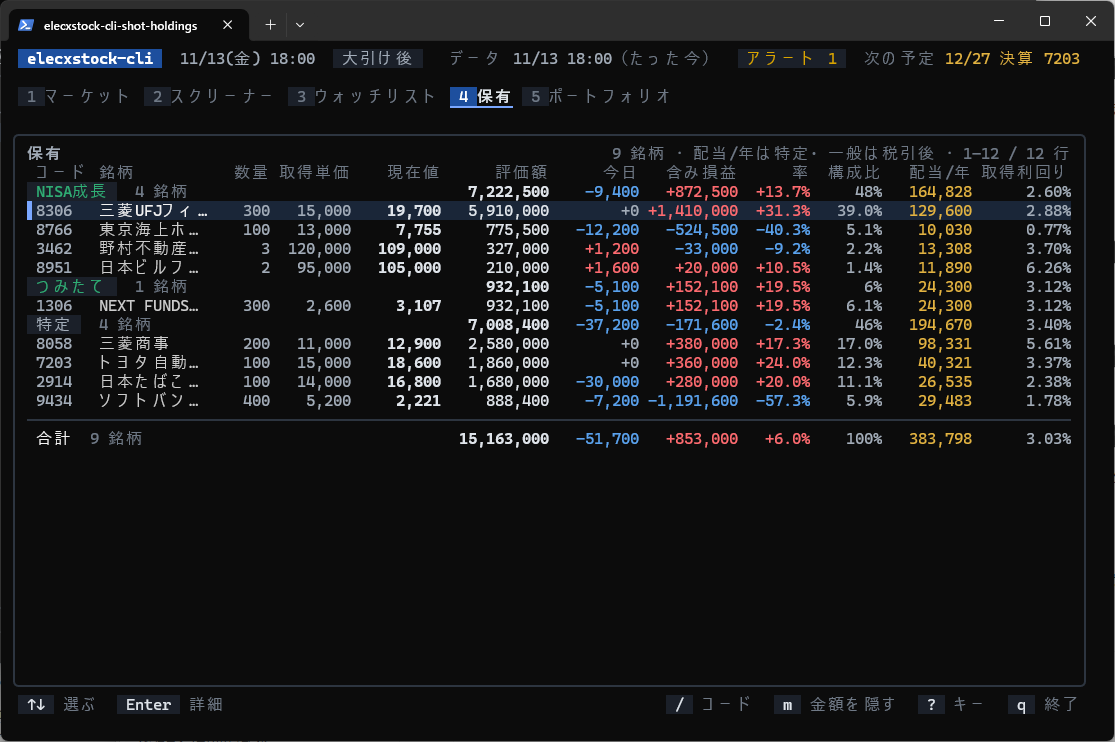 elecxstock-cli-shot-holdings
elecxstock-cli 11/13(金) 18:00 大引け後 データ 11/13 18:00 (たった今) アラート 1 次の予定 12/27 決算 7203
1 マーケット 2 スクリーナー 3 ウォッチリスト 4 保有 5 ポートフォリオ
保有 9 銘柄 · 配当/年は特定· 一般は税引後 · 1-12 / 12 行
コード 銘柄 数量 取得単価 現在値 評価額 今日 含み損益 率 構成比 配当/年 取得利回り
NISA成長 4 銘柄 7,222,500 -9,400 +872,500 +13.7% 48% 164,828 2.60%
8306 三菱UFJフィ… 300 15,000 19,700 5,910,000 +0 +1,410,000 +31.3% 39.0% 129,600 2.88%
8766 東京海上ホ… 100 13,000 7,755 775,500 -12,200 -524,500 -40.3% 5.1% 10,030 0.77%
3462 野村不動産… 3 120,000 109,000 327,000 +1,200 -33,000 -9.2% 2.2% 13,308 3.70%
8951 日本ビルフ… 2 95,000 105,000 210,000 +1,600 +20,000 +10.5% 1.4% 11,890 6.26%
つみたて 1 銘柄 932,100 -5,100 +152,100 +19.5% 6% 24,300 3.12%
1306 NEXT FUNDS… 300 2,600 3,107 932,100 -5,100 +152,100 +19.5% 6.1% 24,300 3.12%
特定 4 銘柄 7,008,400 -37,200 -171,600 -2.4% 46% 194,670 3.40%
8058 三菱商事 200 11,000 12,900 2,580,000 +0 +380,000 +17.3% 17.0% 98,331 5.61%
7203 トヨタ自動… 100 15,000 18,600 1,860,000 +0 +360,000 +24.0% 12.3% 40,321 3.37%
2914 日本たばこ… 100 14,000 16,800 1,680,000 -30,000 +280,000 +20.0% 11.1% 26,535 2.38%
9434 ソフトバン… 400 5,200 2,221 888,400 -7,200 -1,191,600 -57.3% 5.9% 29,483 1.78%
合計 9 銘柄 15,163,000 -51,700 +853,000 +6.0% 100% 383,798 3.03%
↑↓ 選ぶ Enter 詳細 / コード m 金額を隠す ? キー q 終了